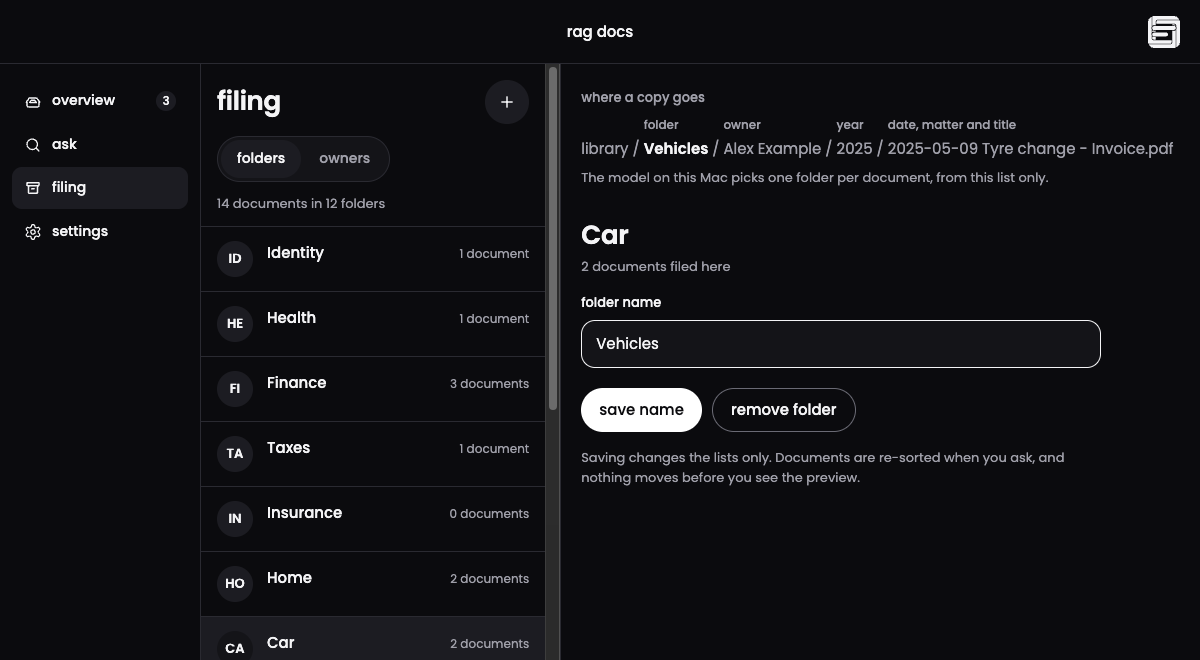 rag docs
overview 3
ask
filing
settings
filing
+
folders owners
14 documents in 12 folders
ID Identity 1 document
HE Health 1 document
FI Finance 3 documents
TA Taxes 1 document
IN Insurance 0 documents
HO Home 2 documents
CA Car 2 documents
where a copy goes
folder owner year date, matter and title
library / Vehicles / Alex Example / 2025 / 2025-05-09 Tyre change - Invoice.pdf
The model on this Mac picks one folder per document, from this list only.
Car
2 documents filed here
folder name
Vehicles
save name remove folder
Saving changes the lists only. Documents are re-sorted when you ask, and
nothing moves before you see the preview.